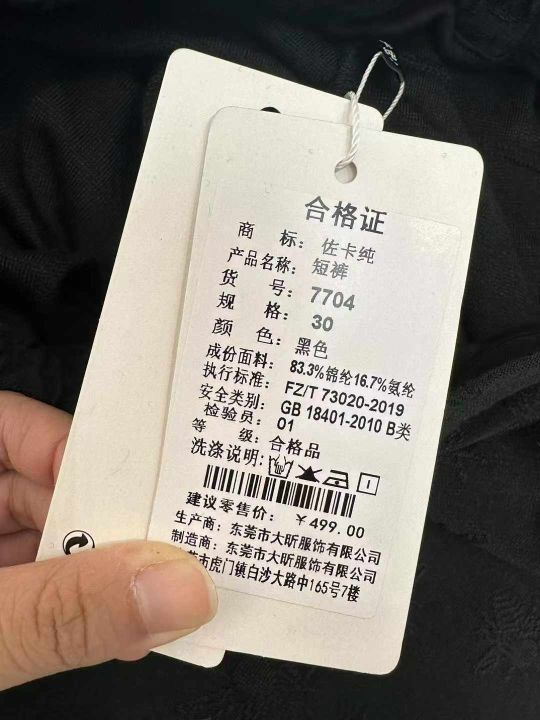 合格证
商 标：佐卡纯
产品名称：短裤
货 号：7704
规 格：30
颜 色：黑色
成份面料：83.3%锦纶16.7%氨纶
执行标准：FZ/T 73020-2019
安全类别：GB 18401-2010 B类
检验员：01
等 级：合格品
洗涤说明：
建议零售价：￥499.00
生产商：东莞市大昕服饰有限公司
制造商：东莞市大昕服饰有限公司
莞市虎门镇白沙大路中165号7楼